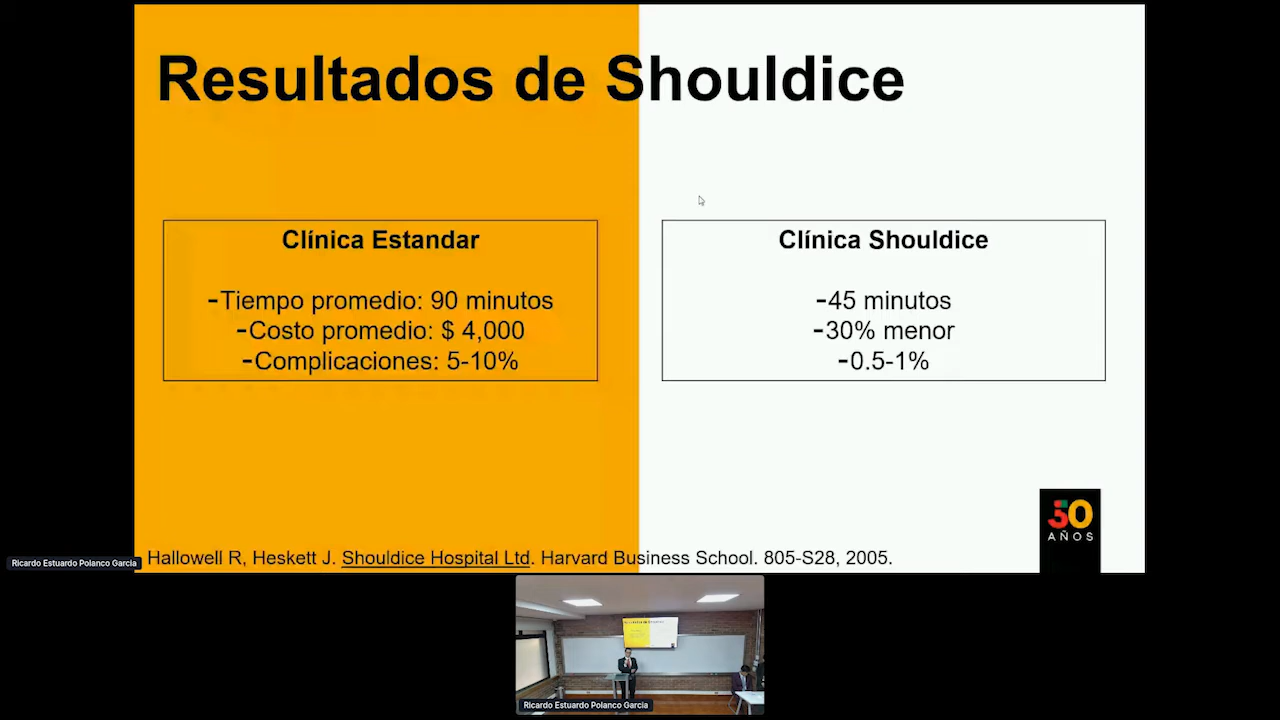 Resultados de Shouldice
Clínica Estandar
-Tiempo promedio: 90 minutos
-Costo promedio: $ 4,000
-Complicaciones: 5-10%
Clínica Shouldice
-45 minutos
-30% menor
-0.5-1%
50
AÑOS
Hallowell R, Heskett J. Shouldice Hospital Ltd. Harvard Business School. 805-S28, 2005.
Ricardo Estuardo Polanco Garcia
Ricardo Estuardo Polanco Garcia